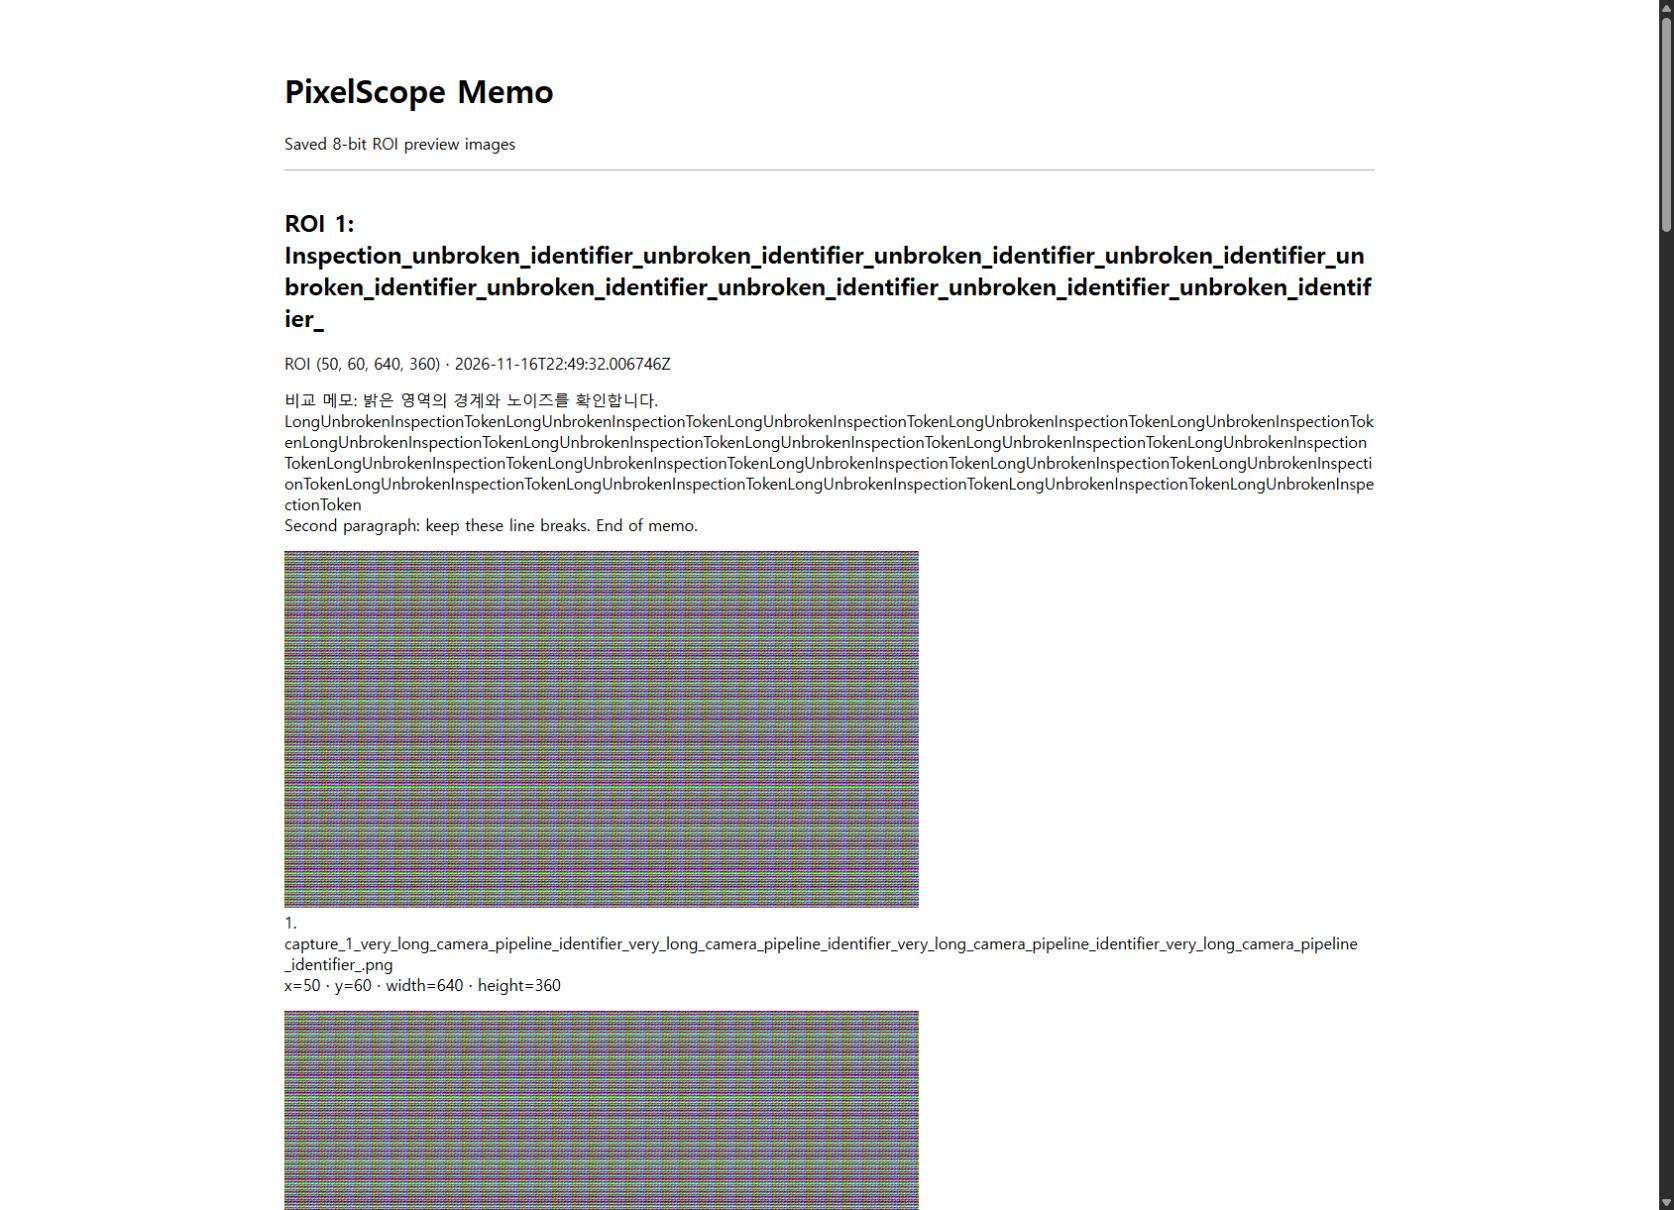 PixelScope Memo
Saved 8-bit ROI preview images
ROI 1:
Inspection_unbroken_identifier_unbroken_identifier_unbroken_identifier_unbroken_identifier_un
broken_identifier_unbroken_identifier_unbroken_identifier_unbroken_identifier_unbroken_identif
ier_
ROI (50, 60, 640, 360) · 2026-11-16T22:49:32.006746Z
비교 메모: 밝은 영역의 경계와 노이즈를 확인합니다.
LongUnbrokenInspectionTokenLongUnbrokenInspectionTokenLongUnbrokenInspectionTokenLongUnbrokenInspectionTokenLongUnbrokenInspectionTok
enLongUnbrokenInspectionTokenLongUnbrokenInspectionTokenLongUnbrokenInspectionTokenLongUnbrokenInspectionTokenLongUnbrokenInspection
TokenLongUnbrokenInspectionTokenLongUnbrokenInspectionTokenLongUnbrokenInspectionTokenLongUnbrokenInspectionTokenLongUnbrokenInspecti
onTokenLongUnbrokenInspectionTokenLongUnbrokenInspectionTokenLongUnbrokenInspectionTokenLongUnbrokenInspectionTokenLongUnbrokenInspe
ctionToken
Second paragraph: keep these line breaks. End of memo.
1.
capture_1_very_long_camera_pipeline_identifier_very_long_camera_pipeline_identifier_very_long_camera_pipeline_identifier_very_long_camera_pipeline
_identifier_.png
x=50 · y=60 · width=640 · height=360